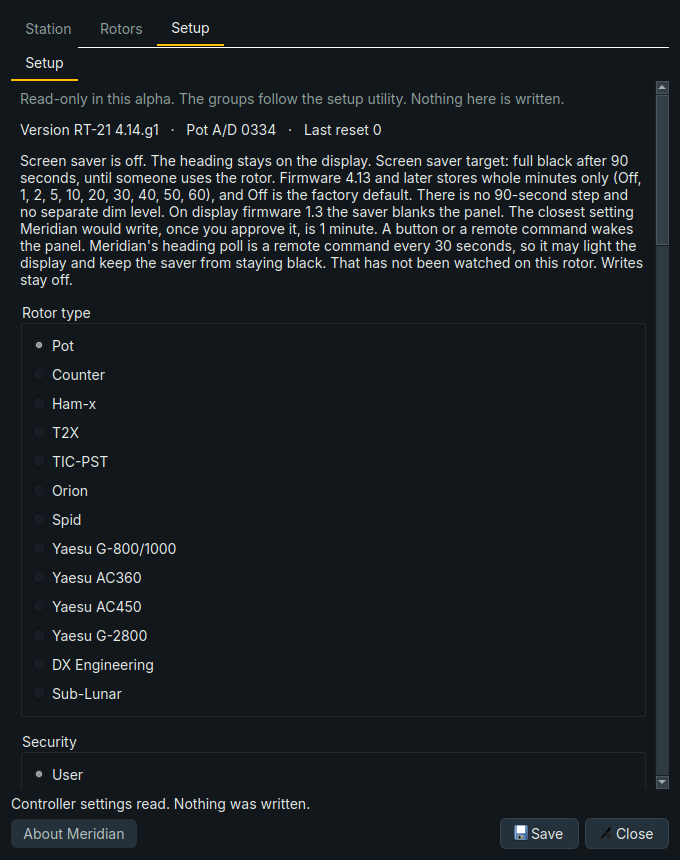 Station Rotors Setup
Setup
Read-only in this alpha. The groups follow the setup utility. Nothing here is written.
Version RT-21 4.14.g1 · Pot A/D 0334 · Last reset 0
Screen saver is off. The heading stays on the display. Screen saver target: full black after 90
seconds, until someone uses the rotor. Firmware 4.13 and later stores whole minutes only (Off,
1, 2, 5, 10, 20, 30, 40, 50, 60), and Off is the factory default. There is no 90-second step and
no separate dim level. On display firmware 1.3 the saver blanks the panel. The closest setting
Meridian would write, once you approve it, is 1 minute. A button or a remote command wakes
the panel. Meridian's heading poll is a remote command every 30 seconds, so it may light the
display and keep the saver from staying black. That has not been watched on this rotor. Writes
stay off.
Rotor type
Pot
Counter
Ham-x
T2X
TIC-PST
Orion
Spid
Yaesu G-800/1000
Yaesu AC360
Yaesu AC450
Yaesu G-2800
DX Engineering
Sub-Lunar
Security
User
Controller settings read. Nothing was written.
About Meridian Save Close